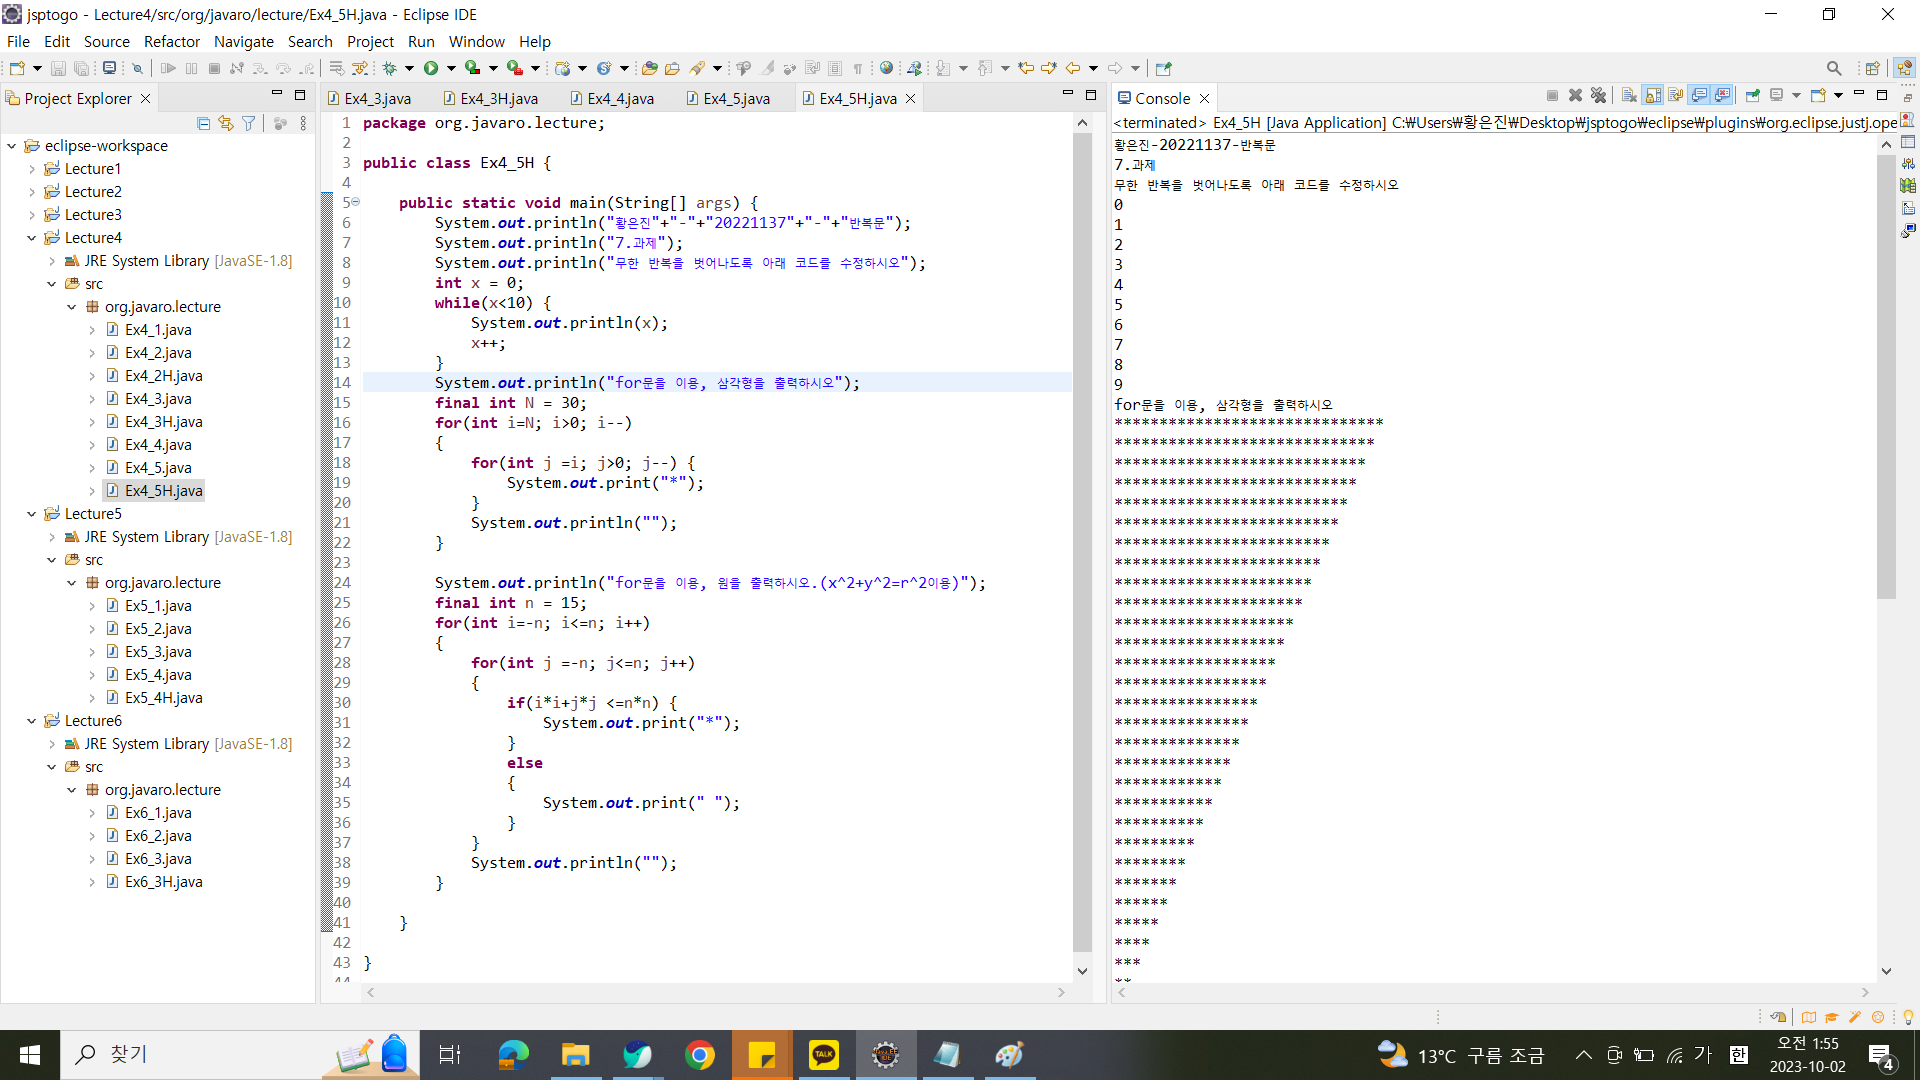 jsptogo - Lecture4/src/org/javaro/lecture/Ex4_5H.java - Eclipse IDE
File Edit Source Refactor Navigate Search Project Run Window Help
Project Explorer
eclipse-workspace
Lecture1
Lecture2
Lecture3
Lecture4
JRE System Library [JavaSE-1.8]
src
org.javaro.lecture
Ex4_1.java
Ex4_2.java
Ex4_2H.java
Ex4_3.java
Ex4_3H.java
Ex4_4.java
Ex4_5.java
Ex4_5H.java
Lecture5
JRE System Library [JavaSE-1.8]
src
org.javaro.lecture
Ex5_1.java
Ex5_2.java
Ex5_3.java
Ex5_4.java
Ex5_4H.java
Lecture6
JRE System Library [JavaSE-1.8]
src
org.javaro.lecture
Ex6_1.java
Ex6_2.java
Ex6_3.java
Ex6_3H.java
Ex4_3.java Ex4_3H.java Ex4_4.java Ex4_5.java Ex4_5H.java
1 package org.javaro.lecture;
2
3 public class Ex4_5H {
4
5 public static void main(String[] args) {
6 System.out.println("황은진"+"-"+"20221137"+"-"+"반복문");
7 System.out.println("7.과제");
8 System.out.println("무한 반복을 벗어나도록 아래 코드를 수정하시오");
9 int x = 0;
10 while(x<10) {
11 System.out.println(x);
12 x++;
13 }
14 System.out.println("for문을 이용, 삼각형을 출력하시오");
15 final int N = 30;
16 for(int i=N; i>0; i--)
17 {
18 for(int j =i; j>0; j--) {
19 System.out.print("*");
20 }
21 System.out.println("");
22 }
23
24 System.out.println("for문을 이용, 원을 출력하시오.(x^2+y^2=r^2이용)");
25 final int n = 15;
26 for(int i=-n; i<=n; i++)
27 {
28 for(int j =-n; j<=n; j++)
29 {
30 if(i*i+j*j <=n*n) {
31 System.out.print("*");
32 }
33 else
34 {
35 System.out.print(" ");
36 }
37 }
38 System.out.println("");
39 }
40
41 }
42
43 }
44
Console
<terminated> Ex4_5H [Java Application] C:₩Users₩황은진₩Desktop₩jsptogo₩eclipse₩plugins₩org.eclipse.justj.ope
황은진-20221137-반복문
7.과제
무한 반복을 벗어나도록 아래 코드를 수정하시오
0
1
2
3
4
5
6
7
8
9
for문을 이용, 삼각형을 출력하시오
******************************
*****************************
****************************
***************************
**************************
*************************
************************
***********************
**********************
*********************
********************
*******************
******************
*****************
****************
***************
**************
*************
************
***********
**********
*********
********
*******
******
*****
****
***
**
찾기
TALK
13°C 구름 조금
가 한
오전 1:55
2023-10-02
4